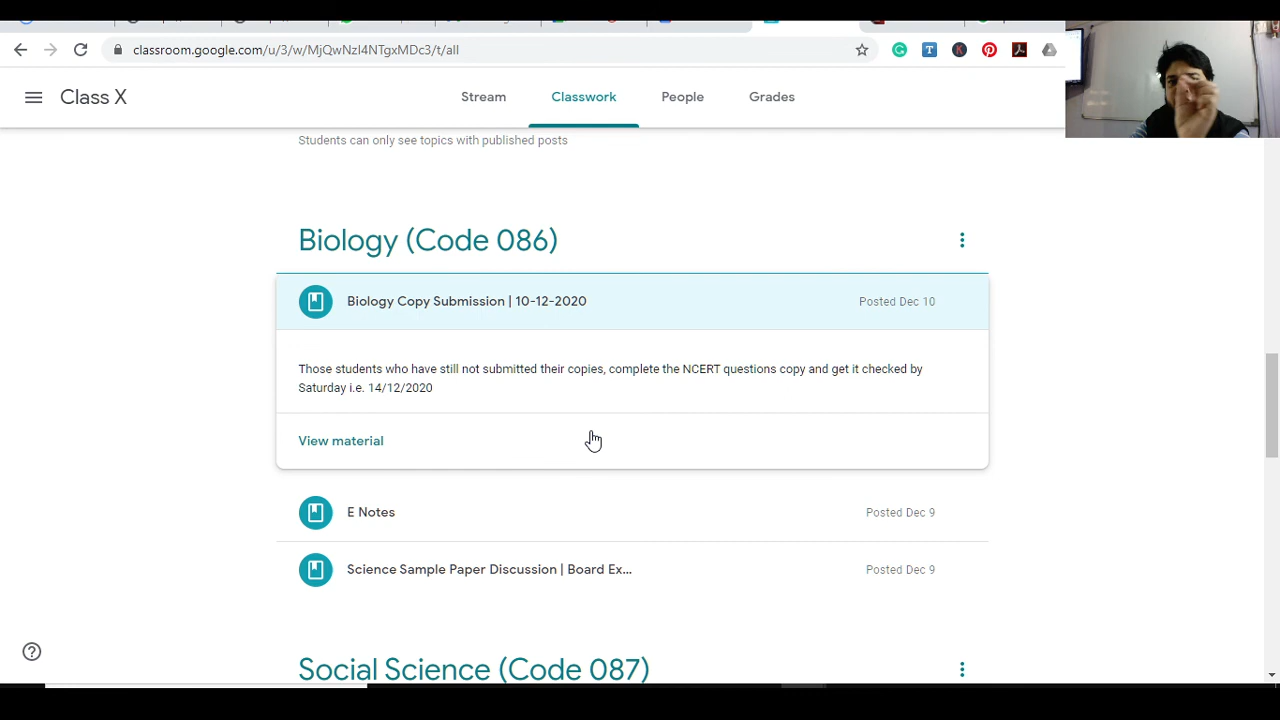 classroom.google.com/u/3/w/MjQwNzI4NTgxMDc3/t/all
Class X
Stream
Classwork
People
Grades
Students can only see topics with published posts
Biology (Code 086)
Biology Copy Submission | 10-12-2020
Posted Dec 10
Those students who have still not submitted their copies, complete the NCERT questions copy and get it checked by
Saturday i.e. 14/12/2020
View material
E Notes
Posted Dec 9
Science Sample Paper Discussion | Board Ex...
Posted Dec 9
Social Science (Code 087)